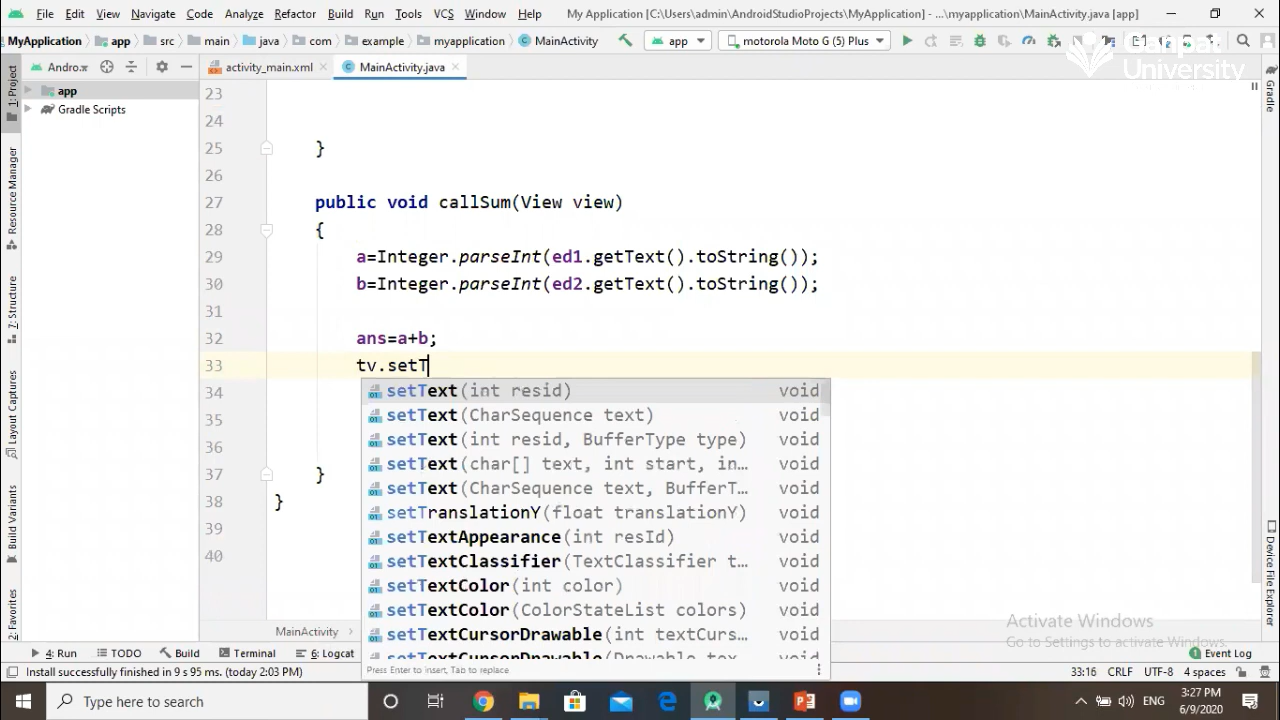 File Edit View Navigate Code Analyze Refactor Build Run Tools VCS Window Help My Application [C:\Users\admin\AndroidStudioProjects\MyApplication] - ...\myapplication\MainActivity.java [app]
MyApplication app src main java com example myapplication MainActivity app motorola Moto G (5) Plus
University
1: Project
Resource Manager
7: Structure
Layout Captures
Build Variants
2: Favorites
Andro...
app
Gradle Scripts
activity_main.xml MainActivity.java
23
24
25 }
26
27 public void callSum(View view)
28 {
29 a=Integer.parseInt(ed1.getText().toString());
30 b=Integer.parseInt(ed2.getText().toString());
31
32 ans=a+b;
33 tv.setT
34
35
36
37 }
38 }
39
40
setText(int resid) void
setText(CharSequence text) void
setText(int resid, BufferType type) void
setText(char[] text, int start, in... void
setText(CharSequence text, BufferT... void
setTranslationY(float translationY) void
setTextAppearance(int resId) void
setTextClassifier(TextClassifier t... void
setTextColor(int color) void
setTextColor(ColorStateList colors) void
setTextCursorDrawable(int textCurs... void
setTextCursorDrawable(Drawable tex... void
Press Enter to insert, Tab to replace
Gradle
Device File Explorer
Activate Windows
Go to Settings to activate Windows.
MainActivity
4: Run TODO Build Terminal 6: Logcat Event Log
Install successfully finished in 9 s 95 ms. (today 2:03 PM) 33:16 CRLF UTF-8 4 spaces
Type here to search ENG 3:27 PM
6/9/2020